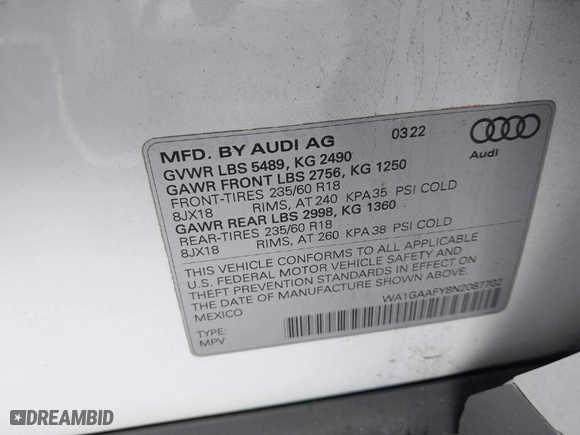 MFD. BY AUDI AG 03 22
GVWR LBS 5489, KG 2490
GAWR FRONT LBS 2756, KG 1250
FRONT-TIRES 235/60 R18
8JX18 RIMS, AT 240 KPA 35 PSI COLD
GAWR REAR LBS 2998, KG 1360
REAR-TIRES 235/60 R18
8JX18 RIMS, AT 260 KPA 38 PSI COLD
Audi
THIS VEHICLE CONFORMS TO ALL APPLICABLE
U.S. FEDERAL MOTOR VEHICLE SAFETY AND
THEFT PREVENTION STANDARDS IN EFFECT ON
THE DATE OF MANUFACTURE SHOWN ABOVE.
MEXICO
WA1GAAFY8N2087702
TYPE:
MPV
DREAMBID